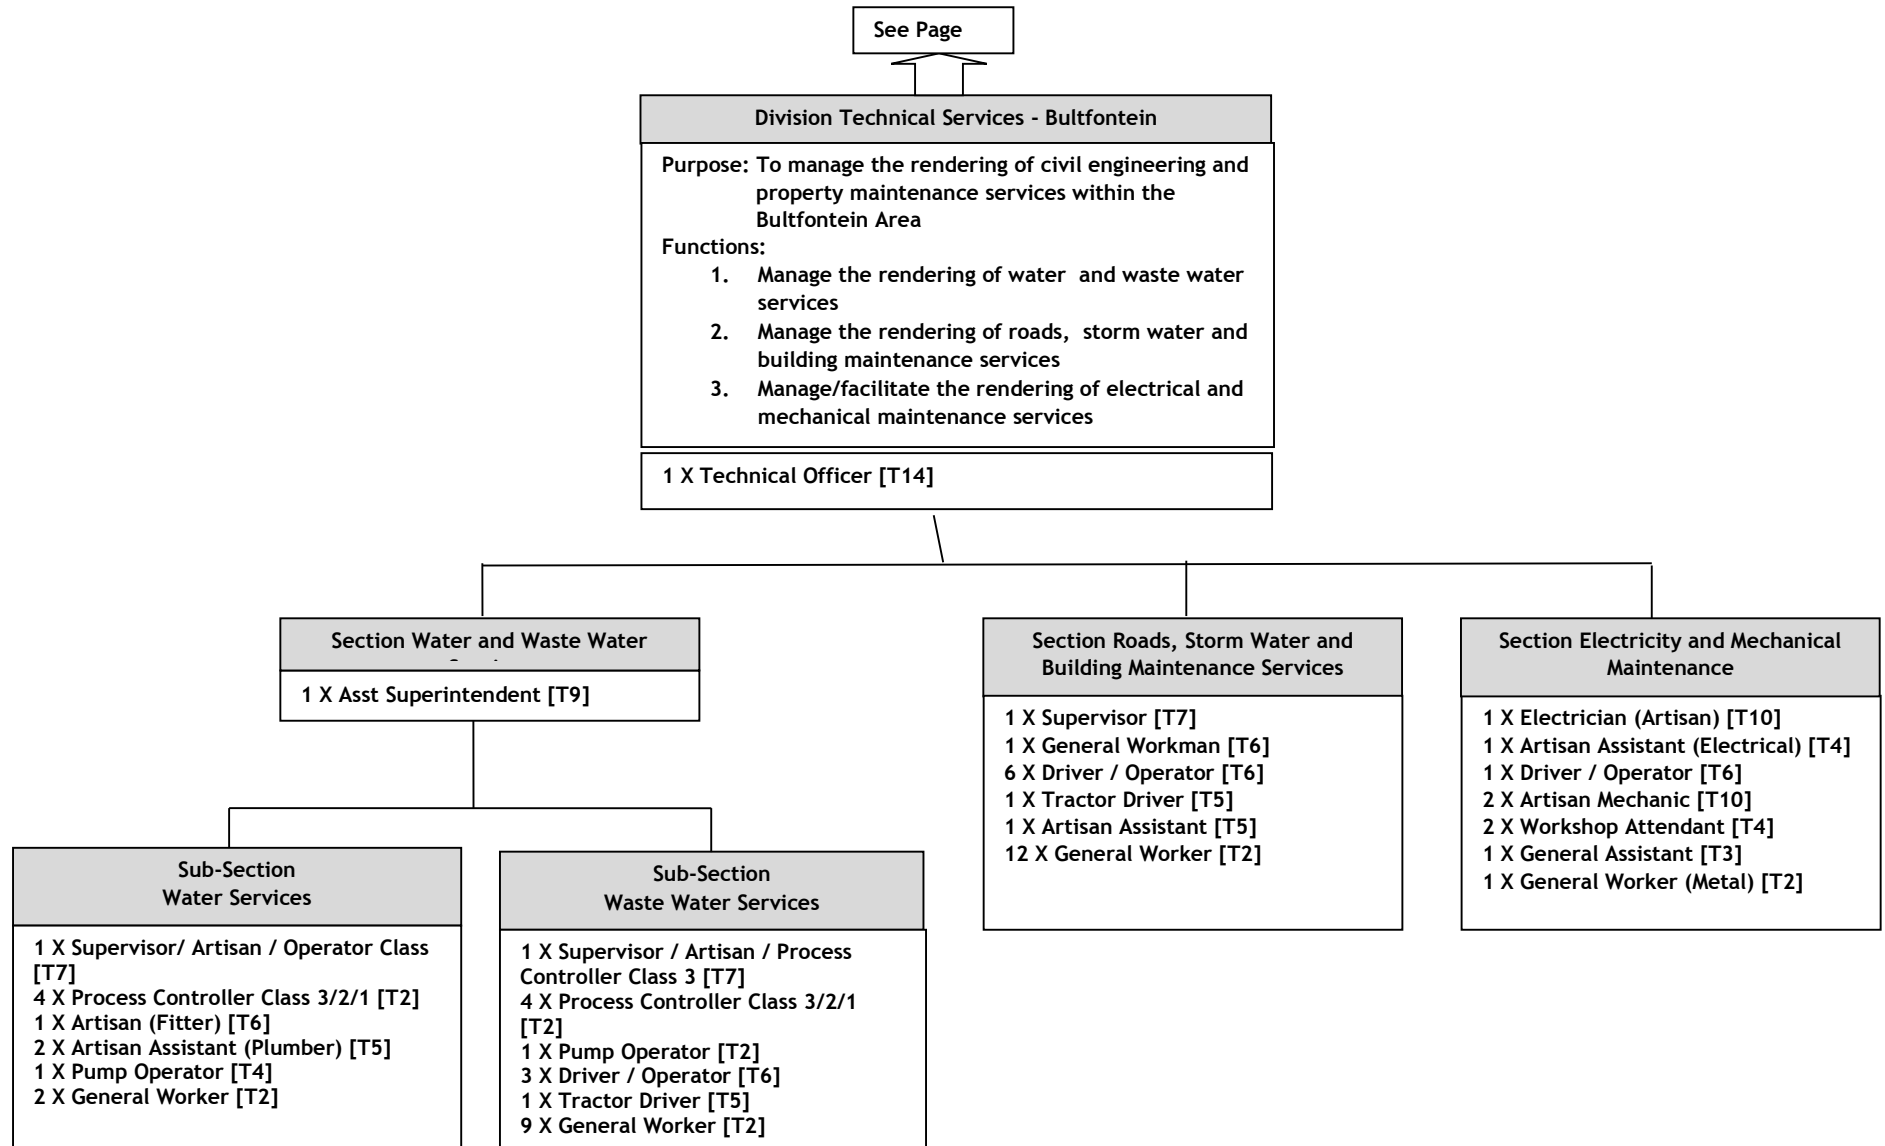 See Page
Division Technical Services - Bultfontein
Purpose: To manage the rendering of civil engineering and
property maintenance services within the
Bultfontein Area
Functions:
1. Manage the rendering of water and waste water
services
2. Manage the rendering of roads, storm water and
building maintenance services
3. Manage/facilitate the rendering of electrical and
mechanical maintenance services
1 X Technical Officer [T14]
Section Water and Waste Water
1 X Asst Superintendent [T9]
Section Roads, Storm Water and
Building Maintenance Services
1 X Supervisor [T7]
1 X General Workman [T6]
6 X Driver / Operator [T6]
1 X Tractor Driver [T5]
1 X Artisan Assistant [T5]
12 X General Worker [T2]
Section Electricity and Mechanical
Maintenance
1 X Electrician (Artisan) [T10]
1 X Artisan Assistant (Electrical) [T4]
1 X Driver / Operator [T6]
2 X Artisan Mechanic [T10]
2 X Workshop Attendant [T4]
1 X General Assistant [T3]
1 X General Worker (Metal) [T2]
Sub-Section
Water Services
1 X Supervisor/ Artisan / Operator Class
[T7]
4 X Process Controller Class 3/2/1 [T2]
1 X Artisan (Fitter) [T6]
2 X Artisan Assistant (Plumber) [T5]
1 X Pump Operator [T4]
2 X General Worker [T2]
Sub-Section
Waste Water Services
1 X Supervisor / Artisan / Process
Controller Class 3 [T7]
4 X Process Controller Class 3/2/1
[T2]
1 X Pump Operator [T2]
3 X Driver / Operator [T6]
1 X Tractor Driver [T5]
9 X General Worker [T2]